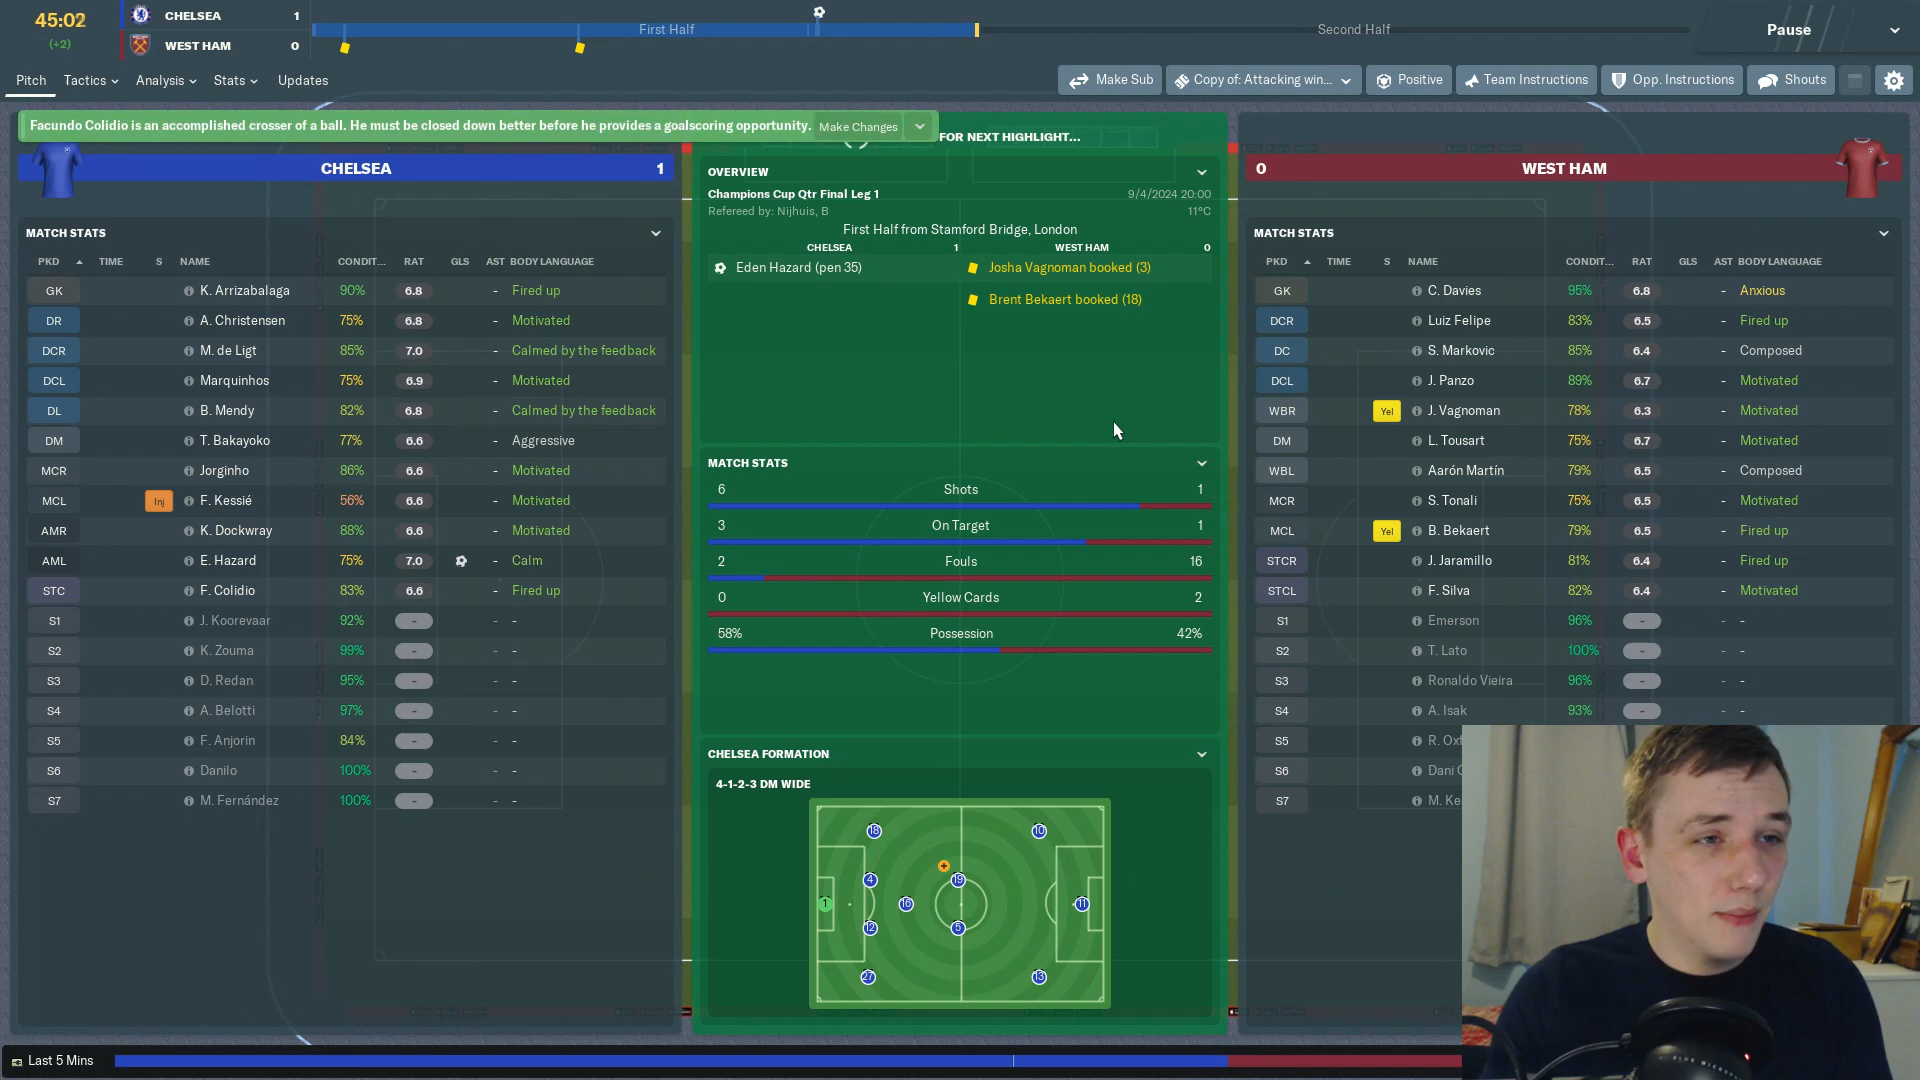 45:02
(+2)
CHELSEA 1
WEST HAM 0
First Half
Second Half
Pause
Pitch Tactics Analysis Stats Updates
Make Sub Copy of: Attacking win... Positive Team Instructions Opp. Instructions Shouts
Facundo Colidio is an accomplished crosser of a ball. He must be closed down better before he provides a goalscoring opportunity. Make Changes
FOR NEXT HIGHLIGHT...
CHELSEA 1
MATCH STATS
PKD TIME S NAME CONDIT... RAT GLS AST BODY LANGUAGE
GK K. Arrizabalaga 90% 6.8 - Fired up
DR A. Christensen 75% 6.8 - Motivated
DCR M. de Ligt 85% 7.0 - Calmed by the feedback
DCL Marquinhos 75% 6.9 - Motivated
DL B. Mendy 82% 6.8 - Calmed by the feedback
DM T. Bakayoko 77% 6.6 - Aggressive
MCR Jorginho 86% 6.6 - Motivated
MCL Inj F. Kessié 56% 6.6 - Motivated
AMR K. Dockwray 88% 6.6 - Motivated
AML E. Hazard 75% 7.0 - Calm
STC F. Colidio 83% 6.6 - Fired up
S1 J. Koorevaar 92% - - -
S2 K. Zouma 99% - - -
S3 D. Redan 95% - - -
S4 A. Belotti 97% - - -
S5 F. Anjorin 84% - - -
S6 Danilo 100% - - -
S7 M. Fernández 100% - - -
OVERVIEW
Champions Cup Qtr Final Leg 1 9/4/2024 20:00
Refereed by: Nijhuis, B 11°C
First Half from Stamford Bridge, London
CHELSEA 1 WEST HAM 0
Eden Hazard (pen 35) Josha Vagnoman booked (3)
Brent Bekaert booked (18)
MATCH STATS
6 Shots 1
3 On Target 1
2 Fouls 16
0 Yellow Cards 2
58% Possession 42%
CHELSEA FORMATION
4-1-2-3 DM WIDE
18 10
4 19
1 16 11
12 5
27 13
0 WEST HAM
MATCH STATS
PKD TIME S NAME CONDIT... RAT GLS AST BODY LANGUAGE
GK C. Davies 95% 6.8 - Anxious
DCR Luiz Felipe 83% 6.5 - Fired up
DC S. Markovic 85% 6.4 - Composed
DCL J. Panzo 89% 6.7 - Motivated
WBR Yel J. Vagnoman 78% 6.3 - Motivated
DM L. Tousart 75% 6.7 - Motivated
WBL Aarón Martín 79% 6.5 - Composed
MCR S. Tonali 75% 6.5 - Motivated
MCL Yel B. Bekaert 79% 6.5 - Fired up
STCR J. Jaramillo 81% 6.4 - Fired up
STCL F. Silva 82% 6.4 - Motivated
S1 Emerson 96% - - -
S2 T. Lato 100% - - -
S3 Ronaldo Vieira 96% - - -
S4 A. Isak 93% - - -
S5 R. Ox
S6 Dani
S7 M. Ke
Last 5 Mins